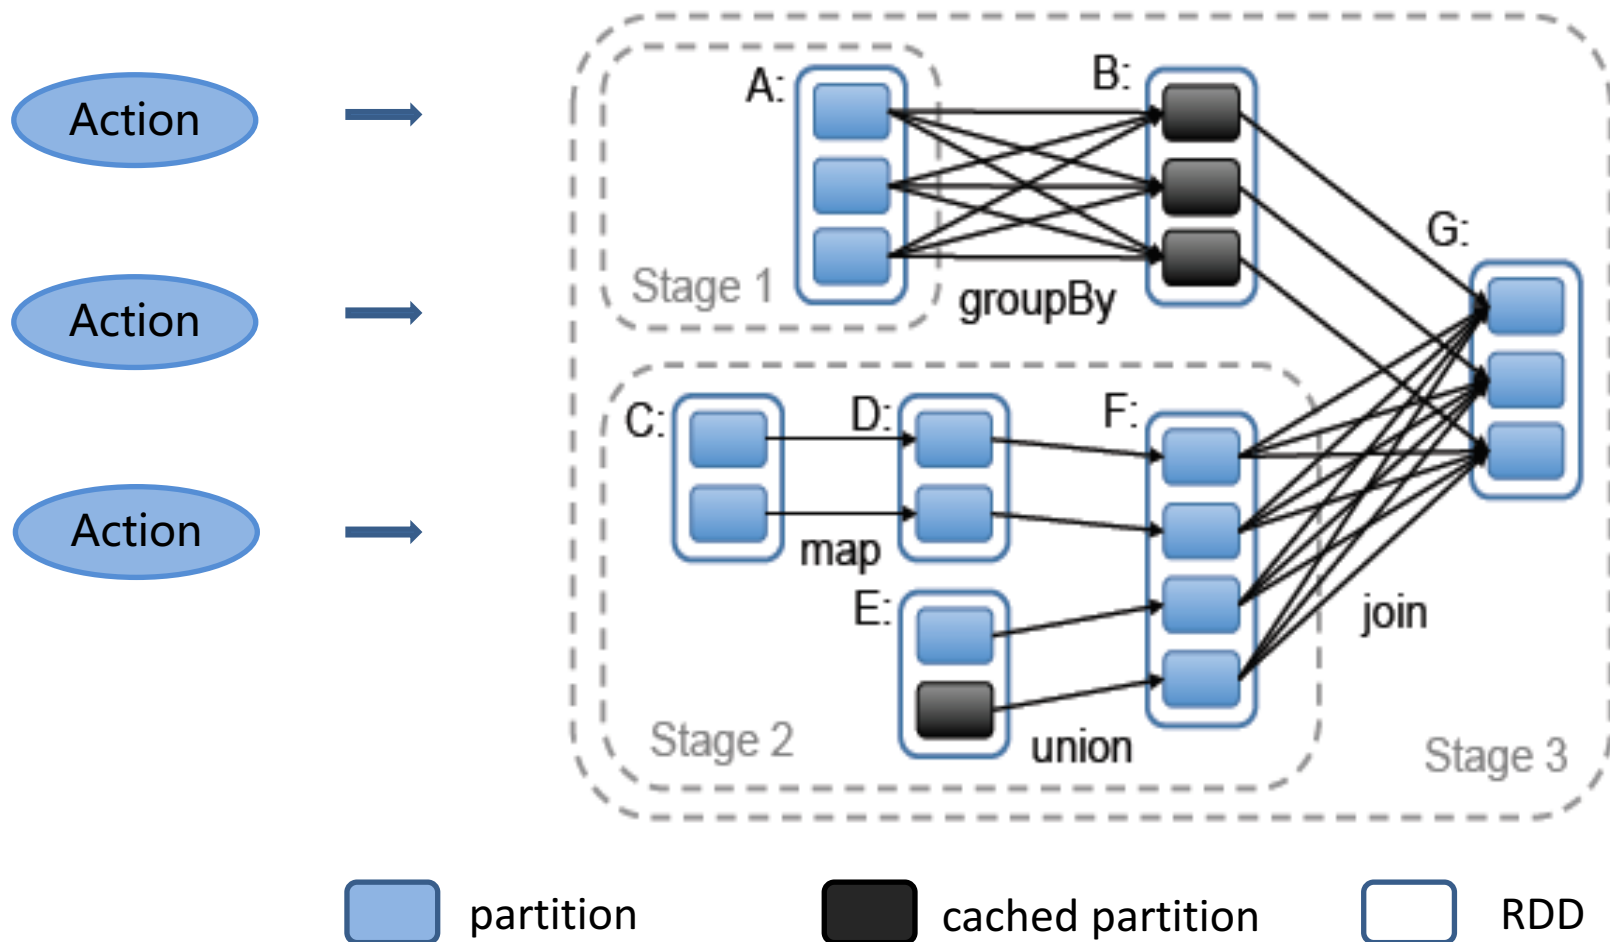 Action
Action
Action
A:
B:
Stage 1
groupBy
G:
C:
D:
F:
map
E:
join
Stage 2
union
Stage 3
partition
cached partition
RDD